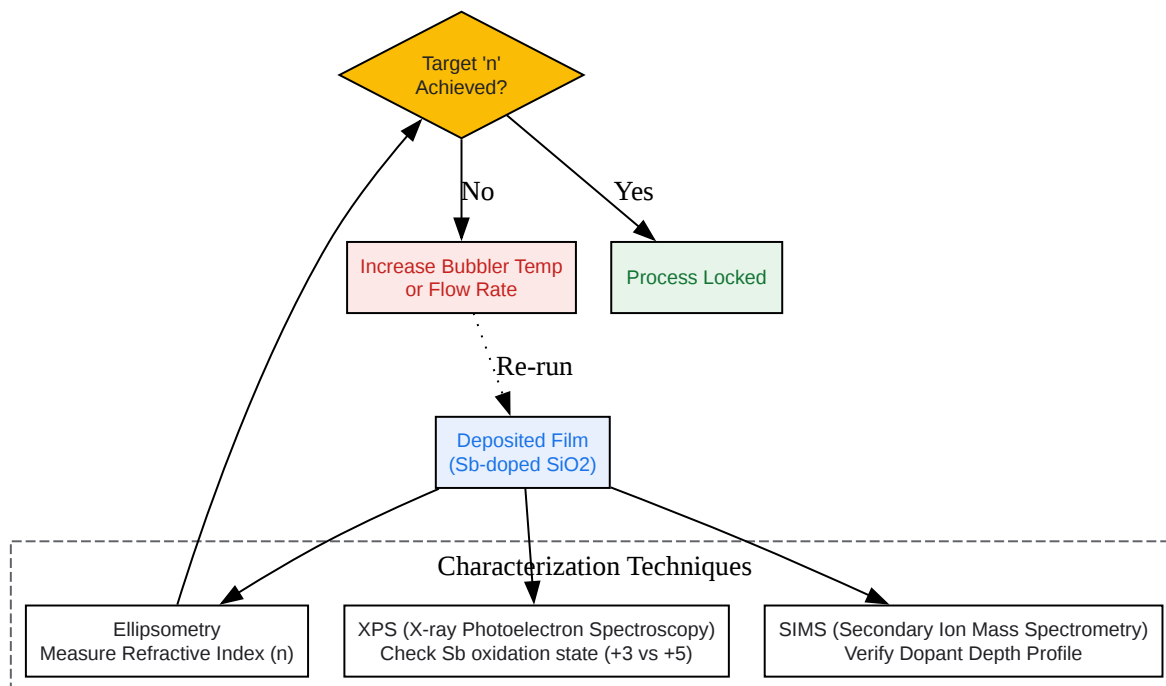 Target 'n'
Achieved?
No
Yes
Increase Bubbler Temp
or Flow Rate
Process Locked
Re-run
Deposited Film
(Sb-doped SiO2)
Characterization Techniques
Ellipsometry
Measure Refractive Index (n)
XPS (X-ray Photoelectron Spectroscopy)
Check Sb oxidation state (+3 vs +5)
SIMS (Secondary Ion Mass Spectrometry)
Verify Dopant Depth Profile